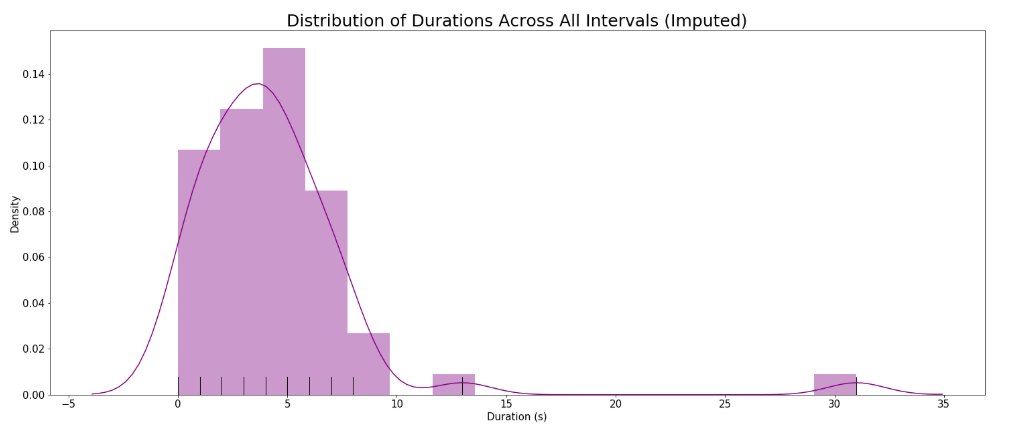 Distribution of Durations Across All Intervals (Imputed)
0.14
0.12
0.10
0.08
0.06
0.04
0.02
0.00
Density
−5 0 5 10 15 20 25 30 35
Duration (s)